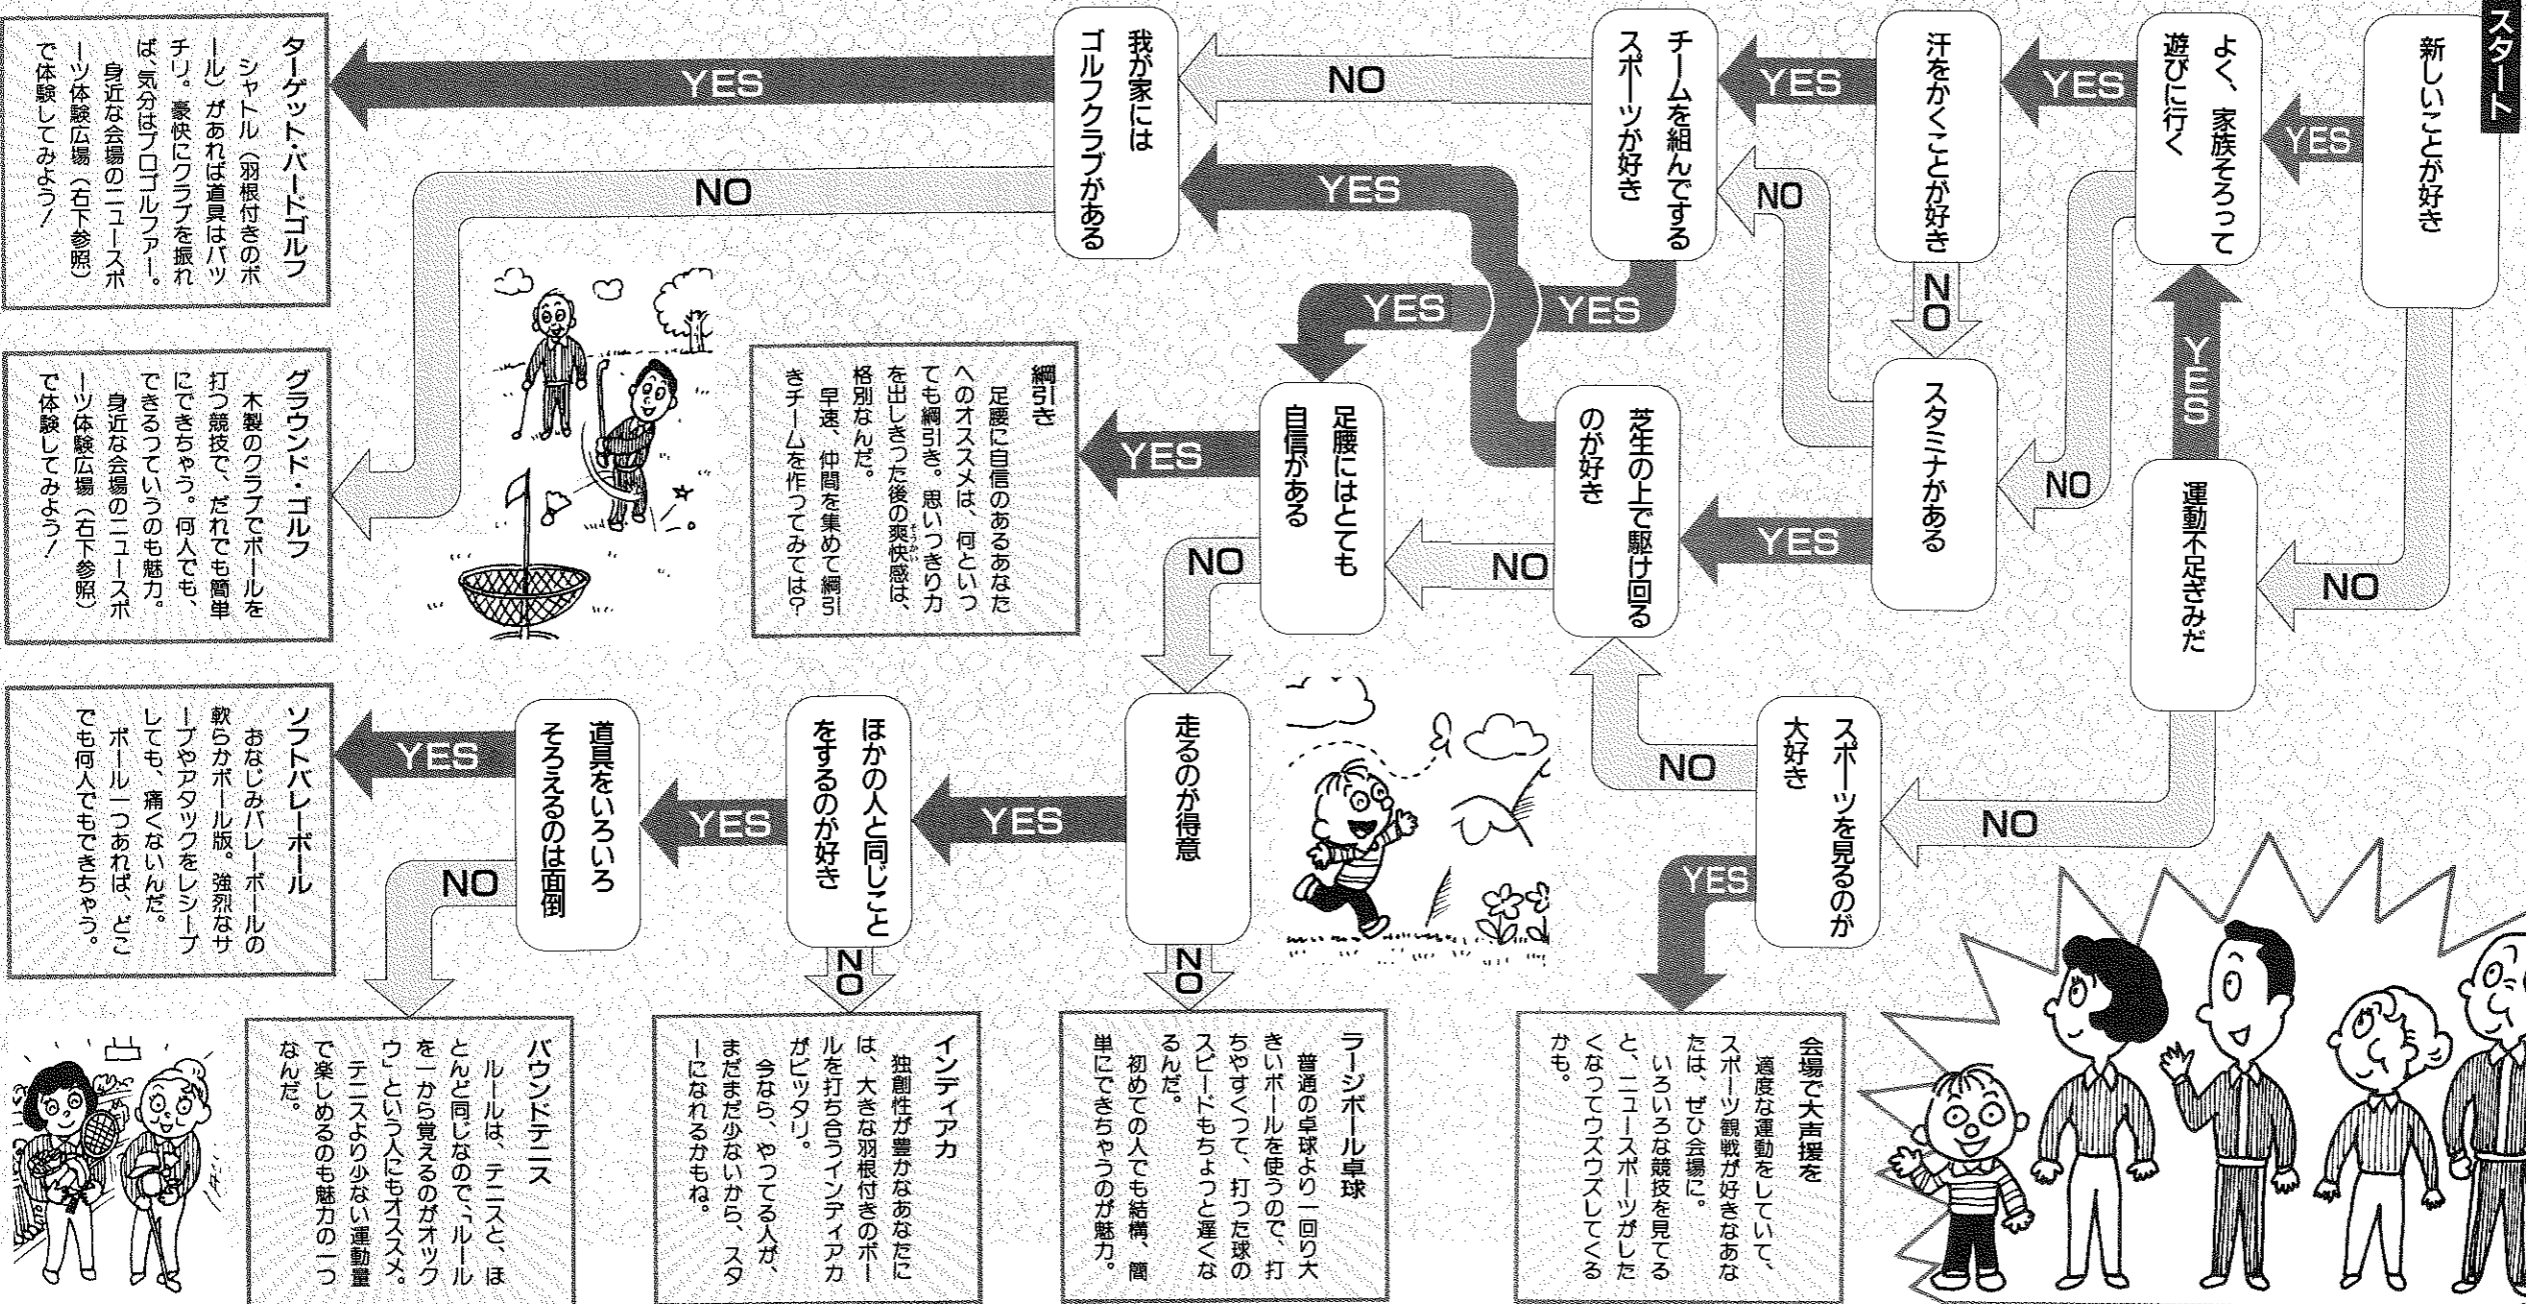 スタート
新しいことが好き
YES
NO
よく、家族そろって
遊びに行く
YES
NO
運動不足ぎみだ
YES
NO
汗をかくことが好き
YES
NO
スタミナがある
NO
YES
スポーツを見るのが
大好き
NO
YES
チームを組んでする
スポーツが好き
NO
YES
YES
芝生の上で駆け回る
のが好き
YES
NO
足腰にはとても
自信がある
YES
NO
走るのが得意
YES
NO
我が家には
ゴルフクラブがある
YES
NO
ほかの人と同じこと
をするのが好き
YES
NO
道具をいろいろ
そろえるのは面倒
YES
NO
会場で大声援を
適度な運動をしていて、
スポーツ観戦が好きなあな
たは、ぜひ会場に。
いろいろな競技を見てる
と、ニュースポーツがした
くなってウズウズしてくる
かも。
ラージボール卓球
普通の卓球より一回り大
きいボールを使うので、打
ちやすくって、打った球の
スピードもちょっと遅くな
るんだ。
初めての人でも結構、簡
単にできちゃうのが魅力。
綱引き
足腰に自信のあるあなた
へのオススメは、何といっ
ても綱引き。思いっきり力
を出しきった後の爽快感は、
そうかい
格別なんだ。
早速、仲間を集めて綱引
きチームを作ってみては？
インディアカ
独創性が豊かなあなたに
は、大きな羽根付きのボー
ルを打ち合うインディアカ
がピッタリ。
今なら、やってる人が、
まだまだ少ないから、スタ
ーになれるかもね。
バウンドテニス
ルールは、テニスと、ほ
とんど同じなので、「ルール
を一から覚えるのがオック
ウ」という人にもオススメ。
テニスより少ない運動量
で楽しめるのも魅力の一つ
なんだ。
ターゲット・バードゴルフ
シャトル（羽根付きのボ
ール）があれば道具はバッ
チリ。豪快にクラブを振れ
ば、気分はプロゴルファー。
身近な会場のニュースポ
ーツ体験広場（右下参照）
で体験してみよう！
グラウンド・ゴルフ
木製のクラブでボールを
打つ競技で、だれでも簡単
にできちゃう。何人でも、
できるっていうのも魅力。
身近な会場のニュースポ
ーツ体験広場（右下参照）
で体験してみよう！
ソフトバレーボール
おなじみバレーボールの
軟らかボール版。強烈なサ
ーブやアタックをレシーブ
しても、痛くないんだ。
ボール一つあれば、どこ
でも何人でもできちゃう。